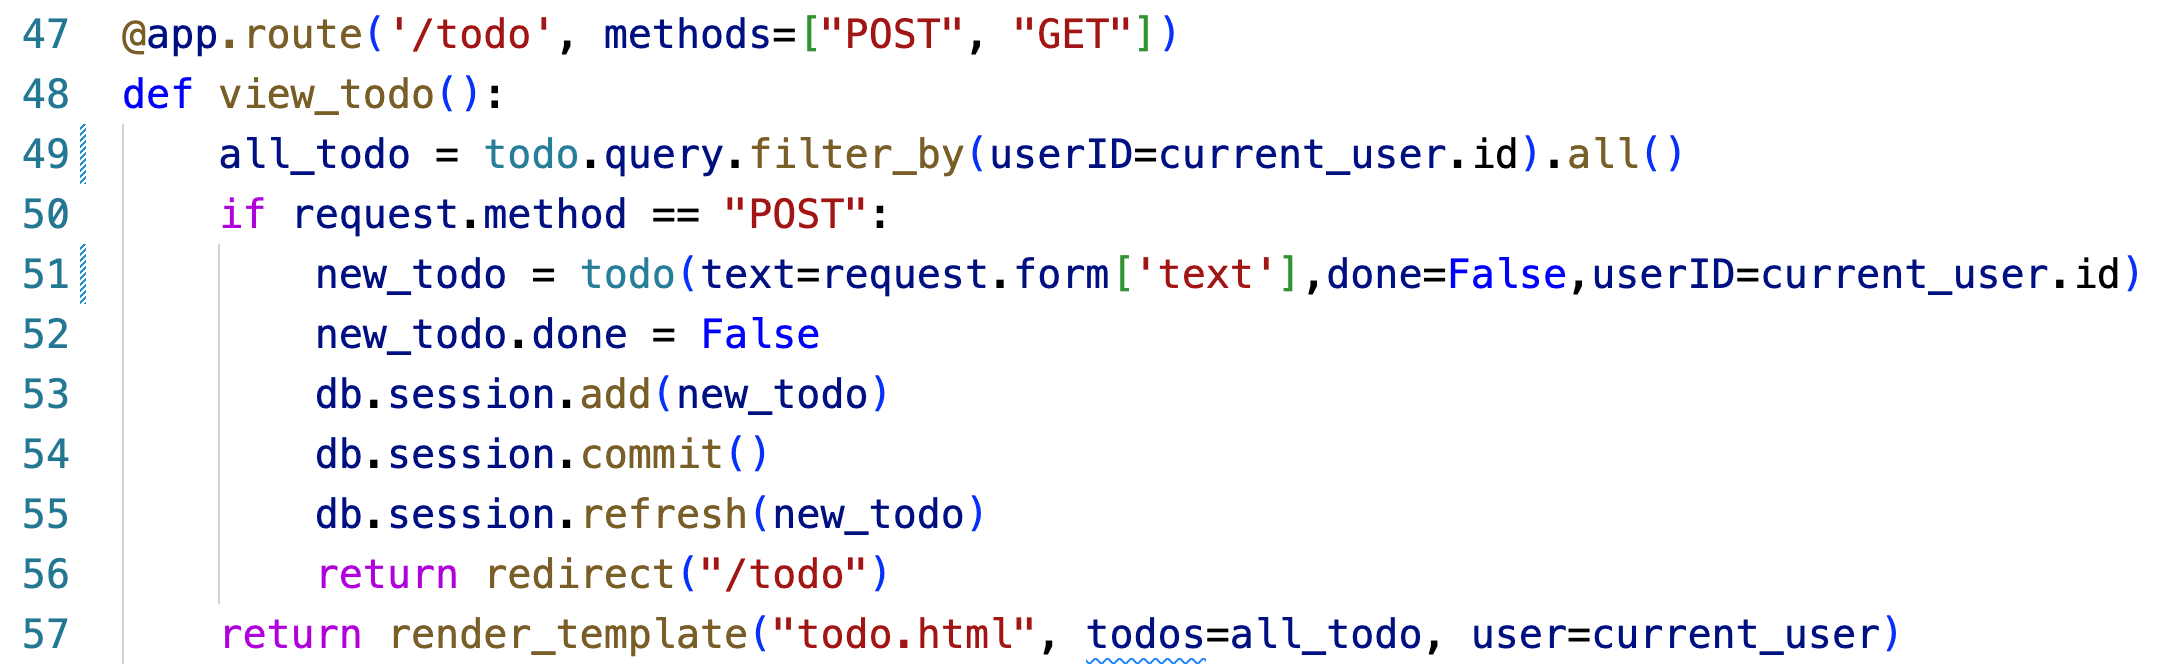 47 @app.route('/todo', methods=["POST", "GET"])
48 def view_todo():
49     all_todo = todo.query.filter_by(userID=current_user.id).all()
50     if request.method == "POST":
51         new_todo = todo(text=request.form['text'],done=False,userID=current_user.id)
52         new_todo.done = False
53         db.session.add(new_todo)
54         db.session.commit()
55         db.session.refresh(new_todo)
56         return redirect("/todo")
57     return render_template("todo.html", todos=all_todo, user=current_user)